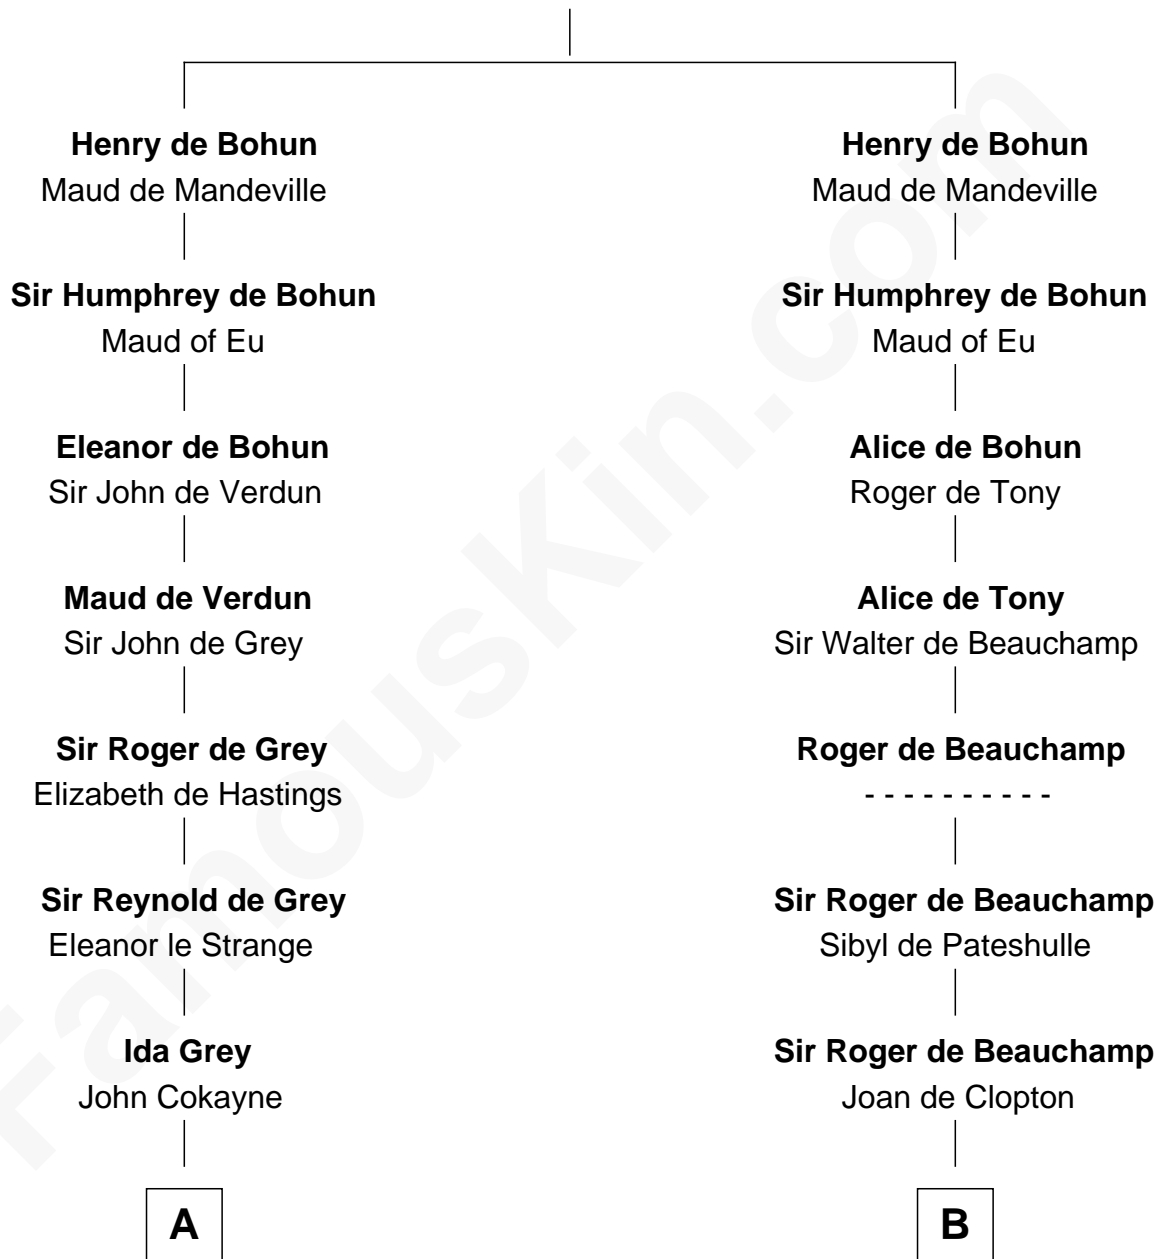 Henry de Bohun
Maud de Mandeville
Sir Humphrey de Bohun
Maud of Eu
Eleanor de Bohun
Sir John de Verdun
Maud de Verdun
Sir John de Grey
Sir Roger de Grey
Elizabeth de Hastings
Sir Reynold de Grey
Eleanor le Strange
Ida Grey
John Cokayne
A
Henry de Bohun
Maud de Mandeville
Sir Humphrey de Bohun
Maud of Eu
Alice de Bohun
Roger de Tony
Alice de Tony
Sir Walter de Beauchamp
Roger de Beauchamp
- - - - - - - - - -
Sir Roger de Beauchamp
Sibyl de Pateshulle
Sir Roger de Beauchamp
Joan de Clopton
B
FamousKin.com